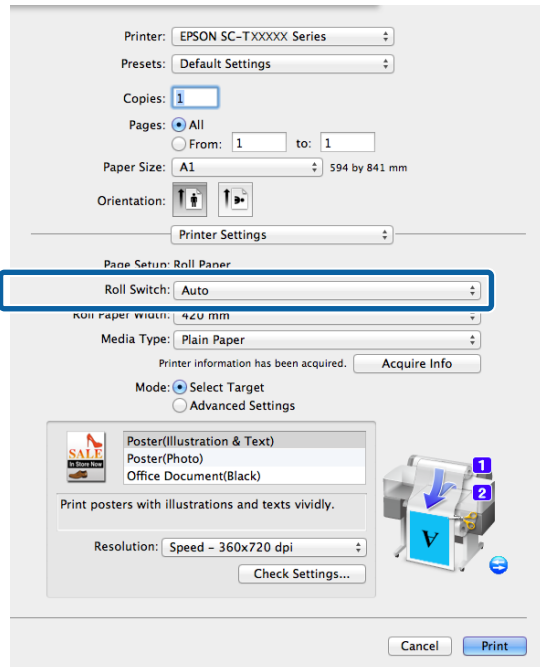 Printer: EPSON SC-TXXXXX Series
Presets: Default Settings
Copies: 1
Pages: All
From: 1 to: 1
Paper Size: A1 594 by 841 mm
Orientation:
Printer Settings
Page Setup: Roll Paper
Roll Switch: Auto
Roll Paper Width: 420 mm
Media Type: Plain Paper
Printer information has been acquired. Acquire Info
Mode: Select Target
Advanced Settings
SALE
In Store Now
Poster(Illustration & Text)
Poster(Photo)
Office Document(Black)
Print posters with illustrations and texts vividly.
Resolution: Speed – 360x720 dpi
Check Settings...
1
2
A
Cancel Print